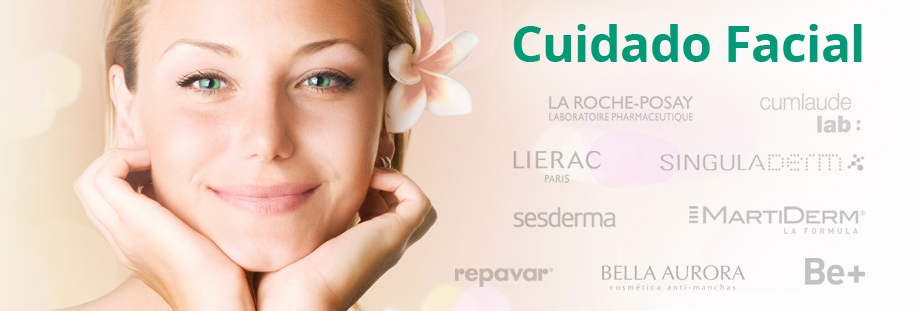 Cuidado Facial
LA ROCHE-POSAY
LABORATOIRE PHARMACEUTIQUE
cumlaude
lab:
LIERAC
PARIS
SINGULADERM
sesderma
MARTIDERM®
LA FORMULA
repavar®
BELLA AURORA
cosmética anti-manchas
Be+